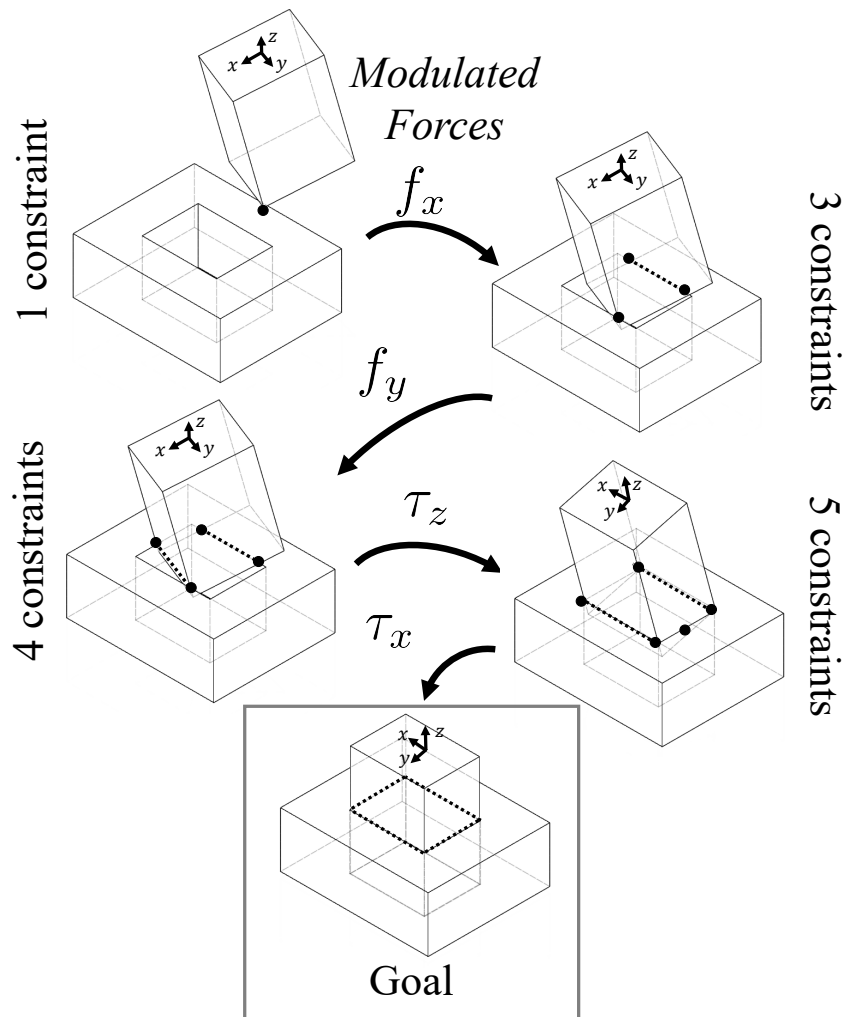 z
x
y
Modulated
Forces
1 constraint
f_x
z
x
y
3 constraints
f_y
z
x
y
4 constraints
τ_z
x
z
y
5 constraints
τ_x
x
z
y
Goal